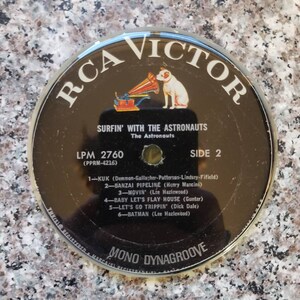 RCA VICTOR
SURFIN' WITH THE ASTRONAUTS
The Astronauts
LPM 2760
SIDE 2
(PPRM-4216)
1—KUK (Demmon-Gallagher-Patterson-Lindsey-Fifield)
2—BANZAI PIPELINE (Henry Mancini)
3—MOVIN' (Lee Hazlewood)
4—BABY LET'S PLAY HOUSE (Gunter)
5—LET'S GO TRIPPIN' (Dick Dale)
6—BATMAN (Lee Hazlewood)
MONO DYNAGROOVE